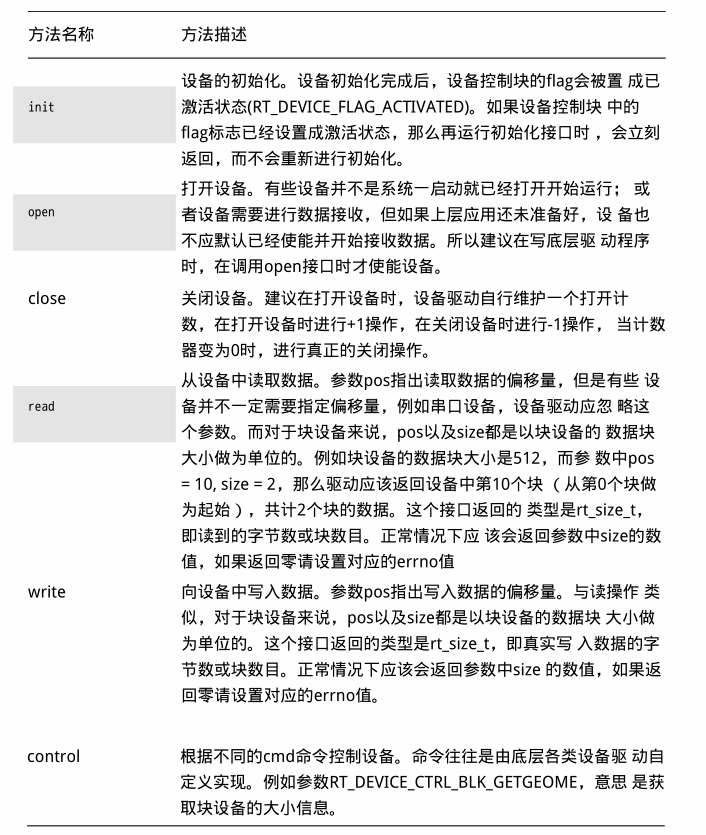 方法名称 方法描述
init 设备的初始化。设备初始化完成后，设备控制块的flag会被置 成已
激活状态(RT_DEVICE_FLAG_ACTIVATED)。如果设备控制块 中的
flag标志已经设置成激活状态，那么再运行初始化接口时 ，会立刻
返回，而不会重新进行初始化。
open 打开设备。有些设备并不是系统一启动就已经打开开始运行； 或
者设备需要进行数据接收，但如果上层应用还未准备好，设 备也
不应默认已经使能并开始接收数据。所以建议在写底层驱 动程序
时，在调用open接口时才使能设备。
close 关闭设备。建议在打开设备时，设备驱动自行维护一个打开计
数，在打开设备时进行+1操作，在关闭设备时进行-1操作， 当计数
器变为0时，进行真正的关闭操作。
read 从设备中读取数据。参数pos指出读取数据的偏移量，但是有些 设
备并不一定需要指定偏移量，例如串口设备，设备驱动应忽 略这
个参数。而对于块设备来说，pos以及size都是以块设备的 数据块
大小做为单位的。例如块设备的数据块大小是512，而参 数中pos
= 10, size = 2，那么驱动应该返回设备中第10个块 （从第0个块做
为起始），共计2个块的数据。这个接口返回的 类型是rt_size_t，
即读到的字节数或块数目。正常情况下应 该会返回参数中size的数
值，如果返回零请设置对应的errno值
write 向设备中写入数据。参数pos指出写入数据的偏移量。与读操作 类
似，对于块设备来说，pos以及size都是以块设备的数据块 大小做
为单位的。这个接口返回的类型是rt_size_t，即真实写 入数据的字
节数或块数目。正常情况下应该会返回参数中size 的数值，如果返
回零请设置对应的errno值。
control 根据不同的cmd命令控制设备。命令往往是由底层各类设备驱 动自
定义实现。例如参数RT_DEVICE_CTRL_BLK_GETGEOME，意思 是获
取块设备的大小信息。